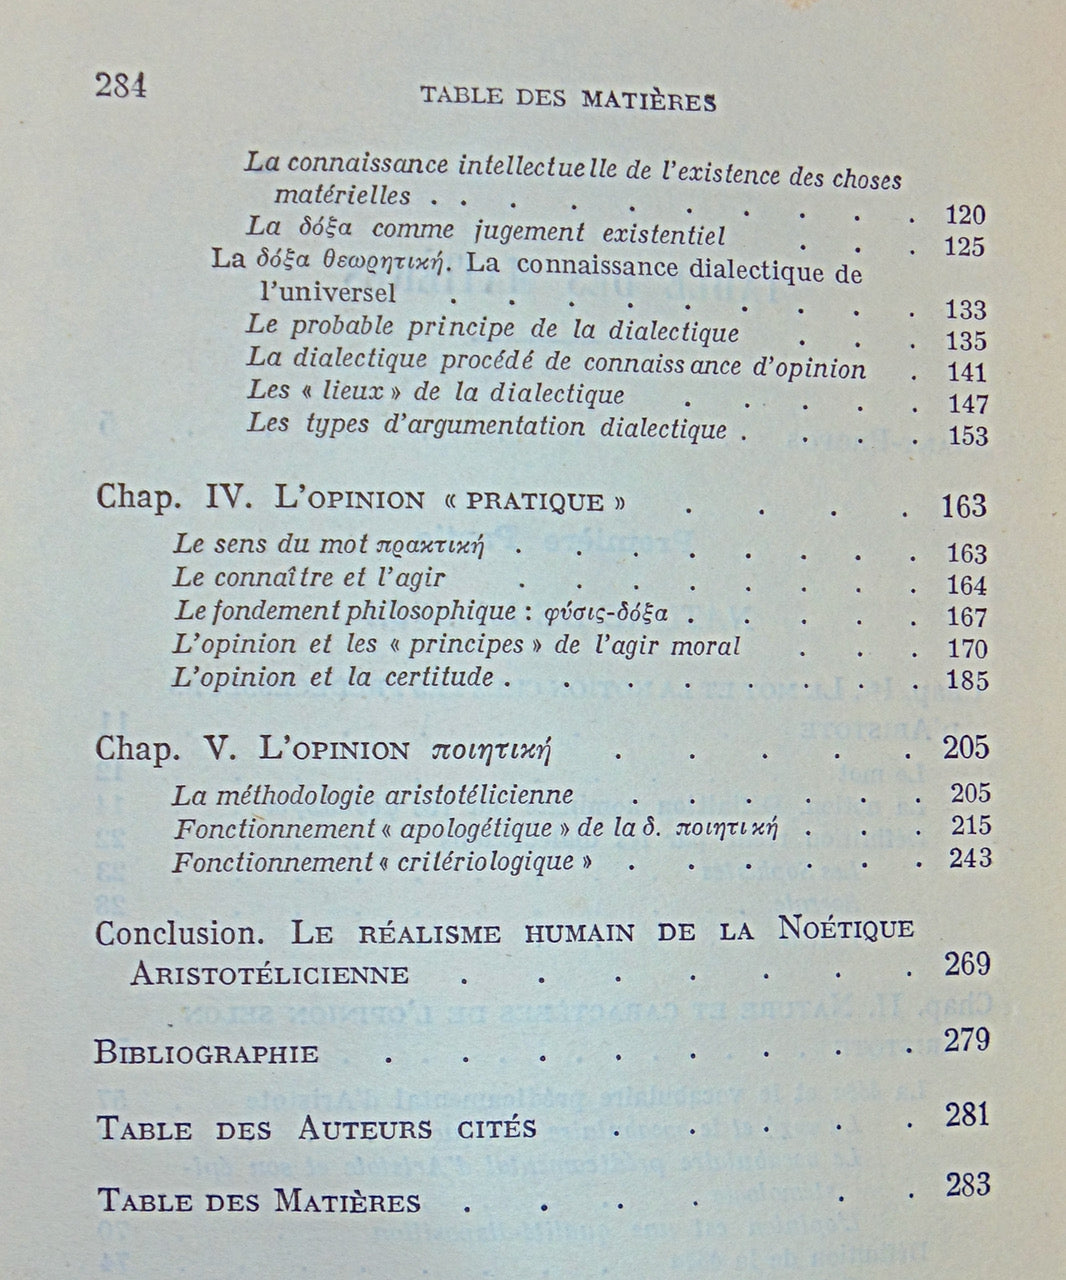 284
TABLE DES MATIÈRES
La connaissance intellectuelle de l'existence des choses
matérielles . . . . . . . . . . 120
La δόξα comme jugement existentiel . . . 125
La δόξα θεωρητική. La connaissance dialectique de
l'universel . . . . . . . . . 133
Le probable principe de la dialectique . . . 135
La dialectique procédé de connaissance d'opinion . 141
Les « lieux » de la dialectique . . . . . 147
Les types d'argumentation dialectique . . . . 153
Chap. IV. L'OPINION « PRATIQUE » . . . . 163
Le sens du mot πρακτική . . . . . . . . 163
Le connaître et l'agir . . . . . . . . 164
Le fondement philosophique : φύσις-δόξα . . . . . 167
L'opinion et les « principes » de l'agir moral . . . 170
L'opinion et la certitude . . . . . . . . 185
Chap. V. L'OPINION ποιητική . . . . . 205
La méthodologie aristotélicienne . . . . . . 205
Fonctionnement « apologétique » de la δ. ποιητική . . . 215
Fonctionnement « critériologique » . . . . . . 243
Conclusion. LE RÉALISME HUMAIN DE LA NOÉTIQUE
ARISTOTÉLICIENNE . . . . . . . 269
BIBLIOGRAPHIE . . . . . . . . 279
TABLE DES AUTEURS CITÉS . . . . . 281
TABLE DES MATIÈRES . . . . . . 283